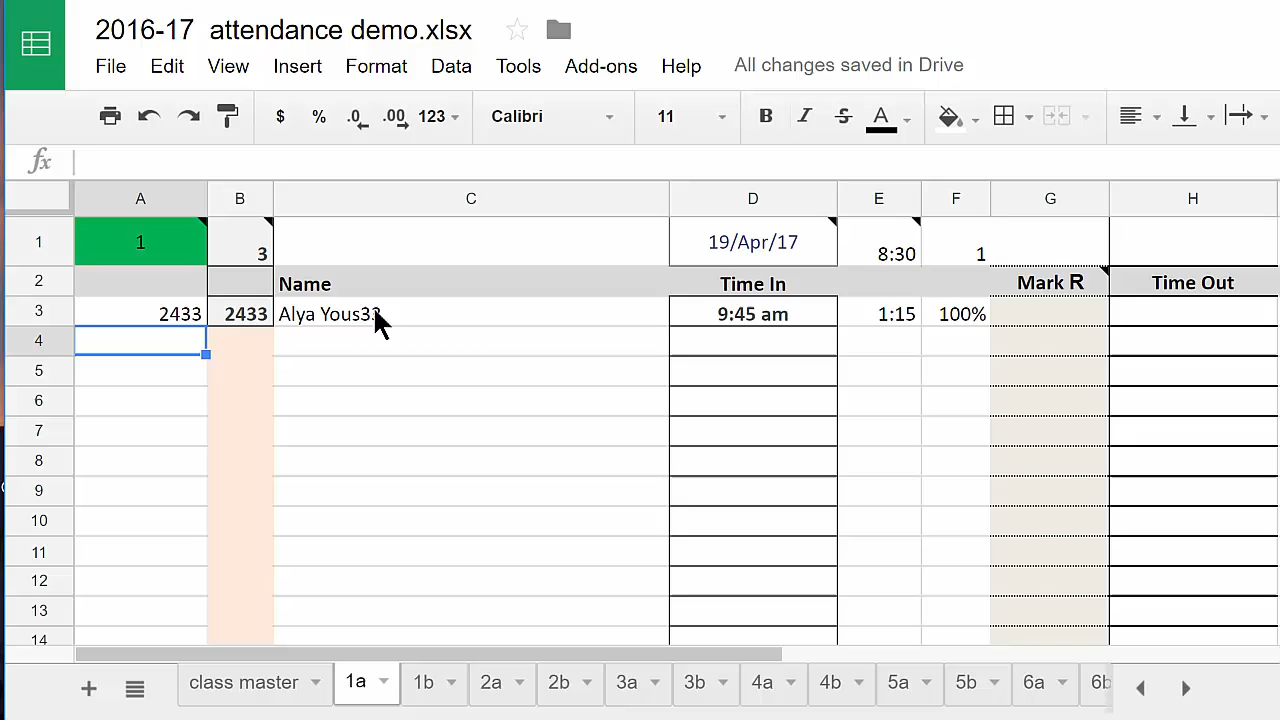 2016-17 attendance demo.xlsx
File Edit View Insert Format Data Tools Add-ons Help All changes saved in Drive
$ % .0 .00 123 Calibri 11 B I S A
fx
A B C D E F G H
1 1 3 19/Apr/17 8:30 1
2 Name Time In Mark R Time Out
3 2433 2433 Alya Yous33 9:45 am 1:15 100%
4
5
6
7
8
9
10
11
12
13
14
class master 1a 1b 2a 2b 3a 3b 4a 4b 5a 5b 6a 6b